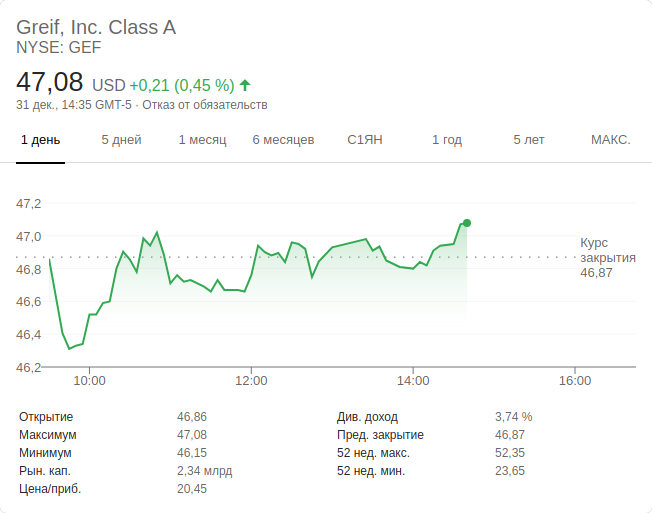 Greif, Inc. Class A
NYSE: GEF
47,08 USD +0,21 (0,45 %)
31 дек., 14:35 GMT-5 · Отказ от обязательств
1 день 5 дней 1 месяц 6 месяцев С1ЯН 1 год 5 лет МАКС.
47,2
47,0
46,8
46,6
46,4
46,2
Курс
закрытия
46,87
10:00 12:00 14:00 16:00
Открытие 46,86 Див. доход 3,74 %
Максимум 47,08 Пред. закрытие 46,87
Минимум 46,15 52 нед. макс. 52,35
Рын. кап. 2,34 млрд 52 нед. мин. 23,65
Цена/приб. 20,45